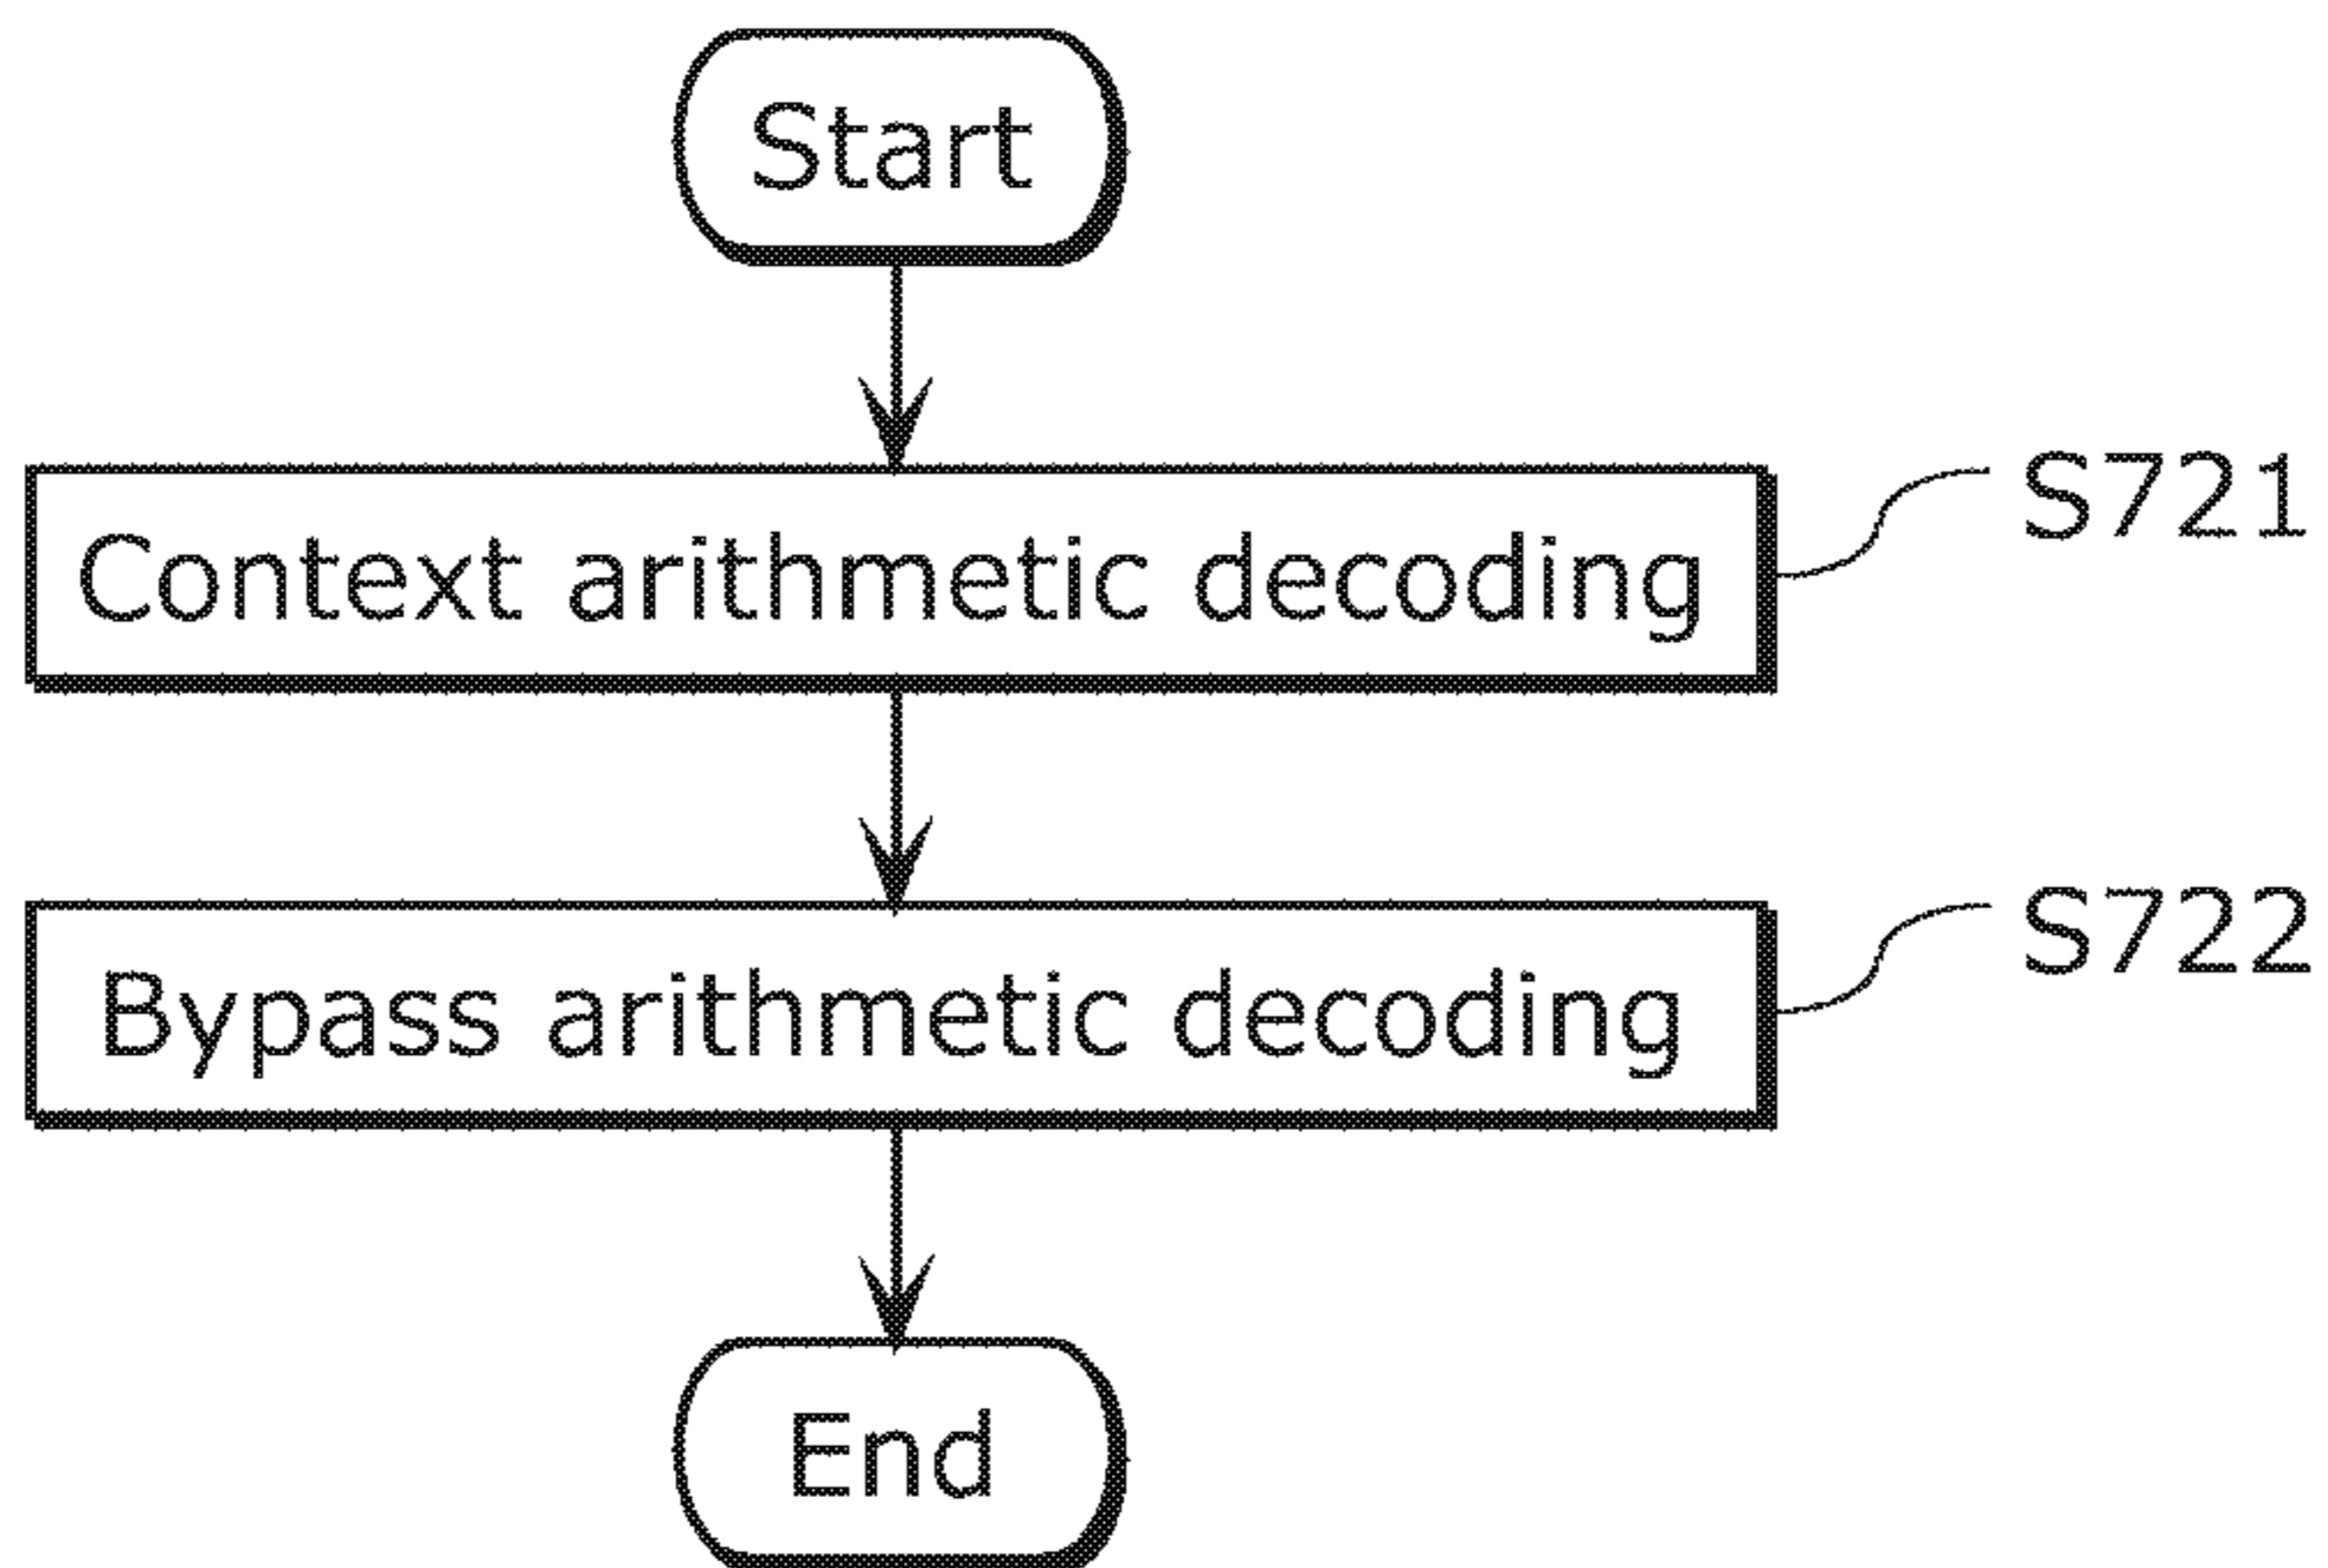 Start
Context arithmetic decoding
S721
Bypass arithmetic decoding
S722
End